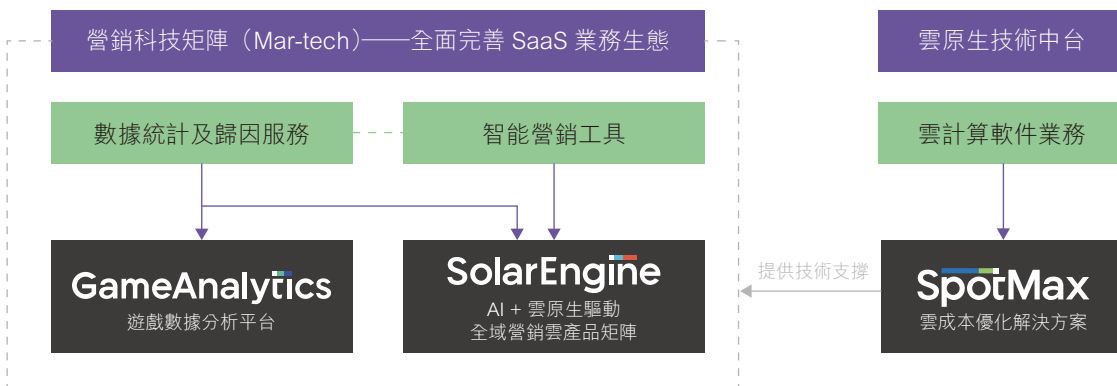 營銷科技矩陣（Mar-tech）——全面完善 SaaS 業務生態
雲原生技術中台
數據統計及歸因服務
智能營銷工具
雲計算軟件業務
GameAnalytics
遊戲數據分析平台
SolarEngine
AI + 雲原生驅動
全域營銷雲產品矩陣
提供技術支撐
SpotMax
雲成本優化解決方案